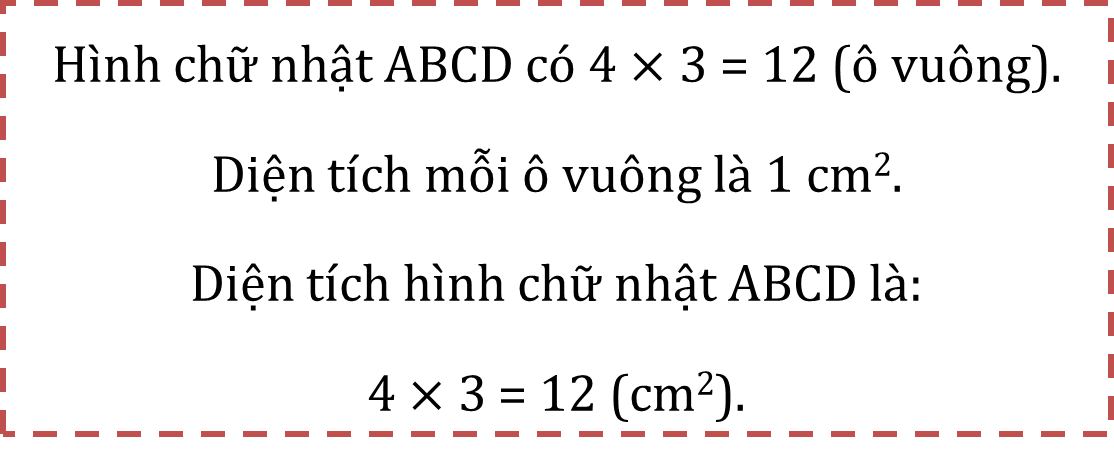 Hình chữ nhật ABCD có 4 × 3 = 12 (ô vuông).
Diện tích mỗi ô vuông là 1 cm².
Diện tích hình chữ nhật ABCD là:
4 × 3 = 12 (cm²).